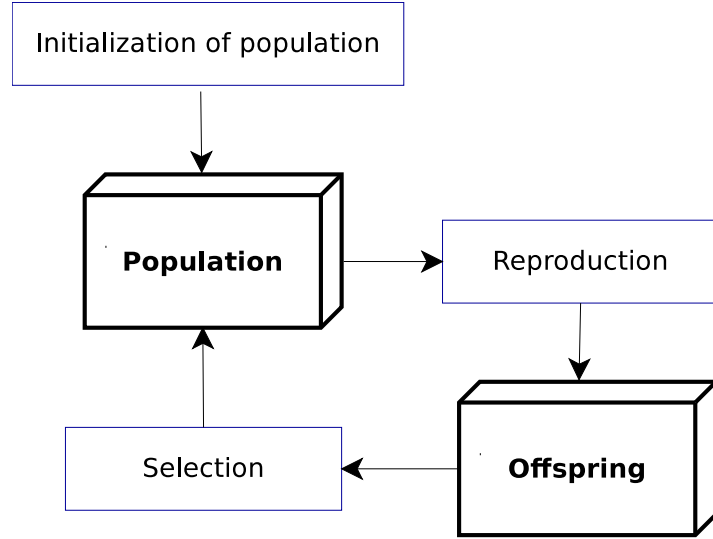 Initialization of population
Population
Reproduction
Selection
Offspring